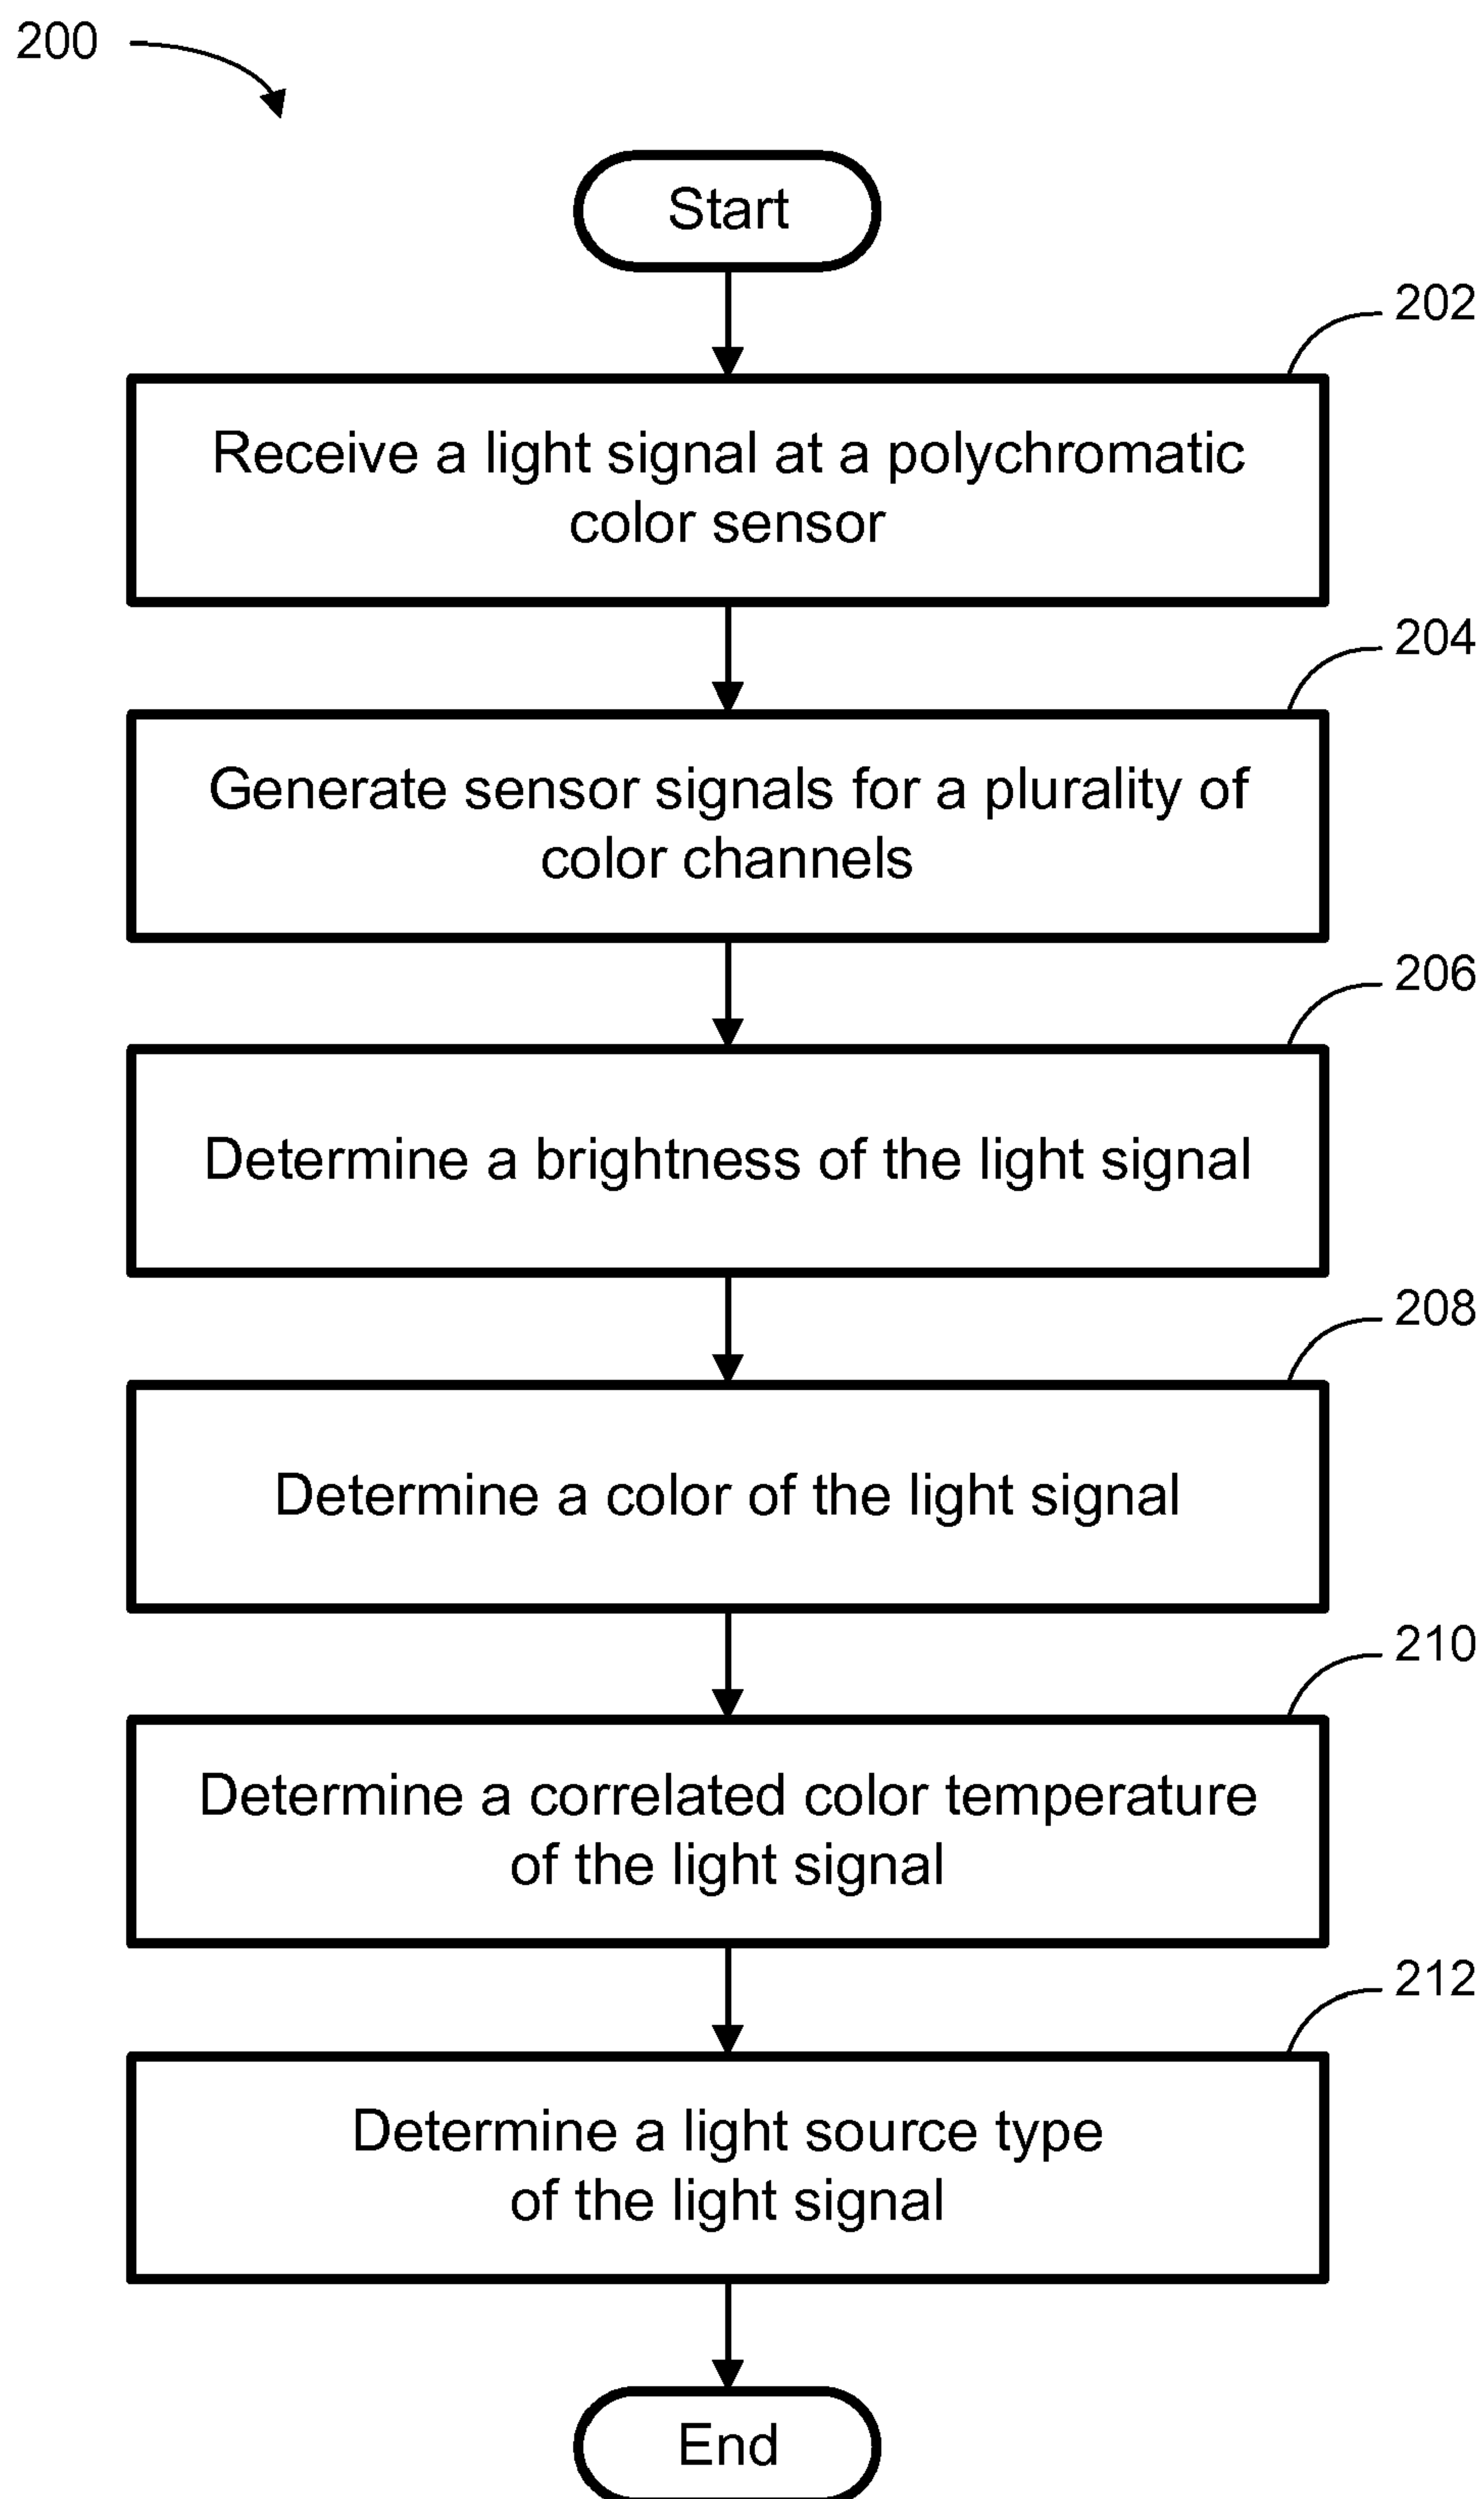 200
Start
202
Receive a light signal at a polychromatic
color sensor
204
Generate sensor signals for a plurality of
color channels
206
Determine a brightness of the light signal
208
Determine a color of the light signal
210
Determine a correlated color temperature
of the light signal
212
Determine a light source type
of the light signal
End